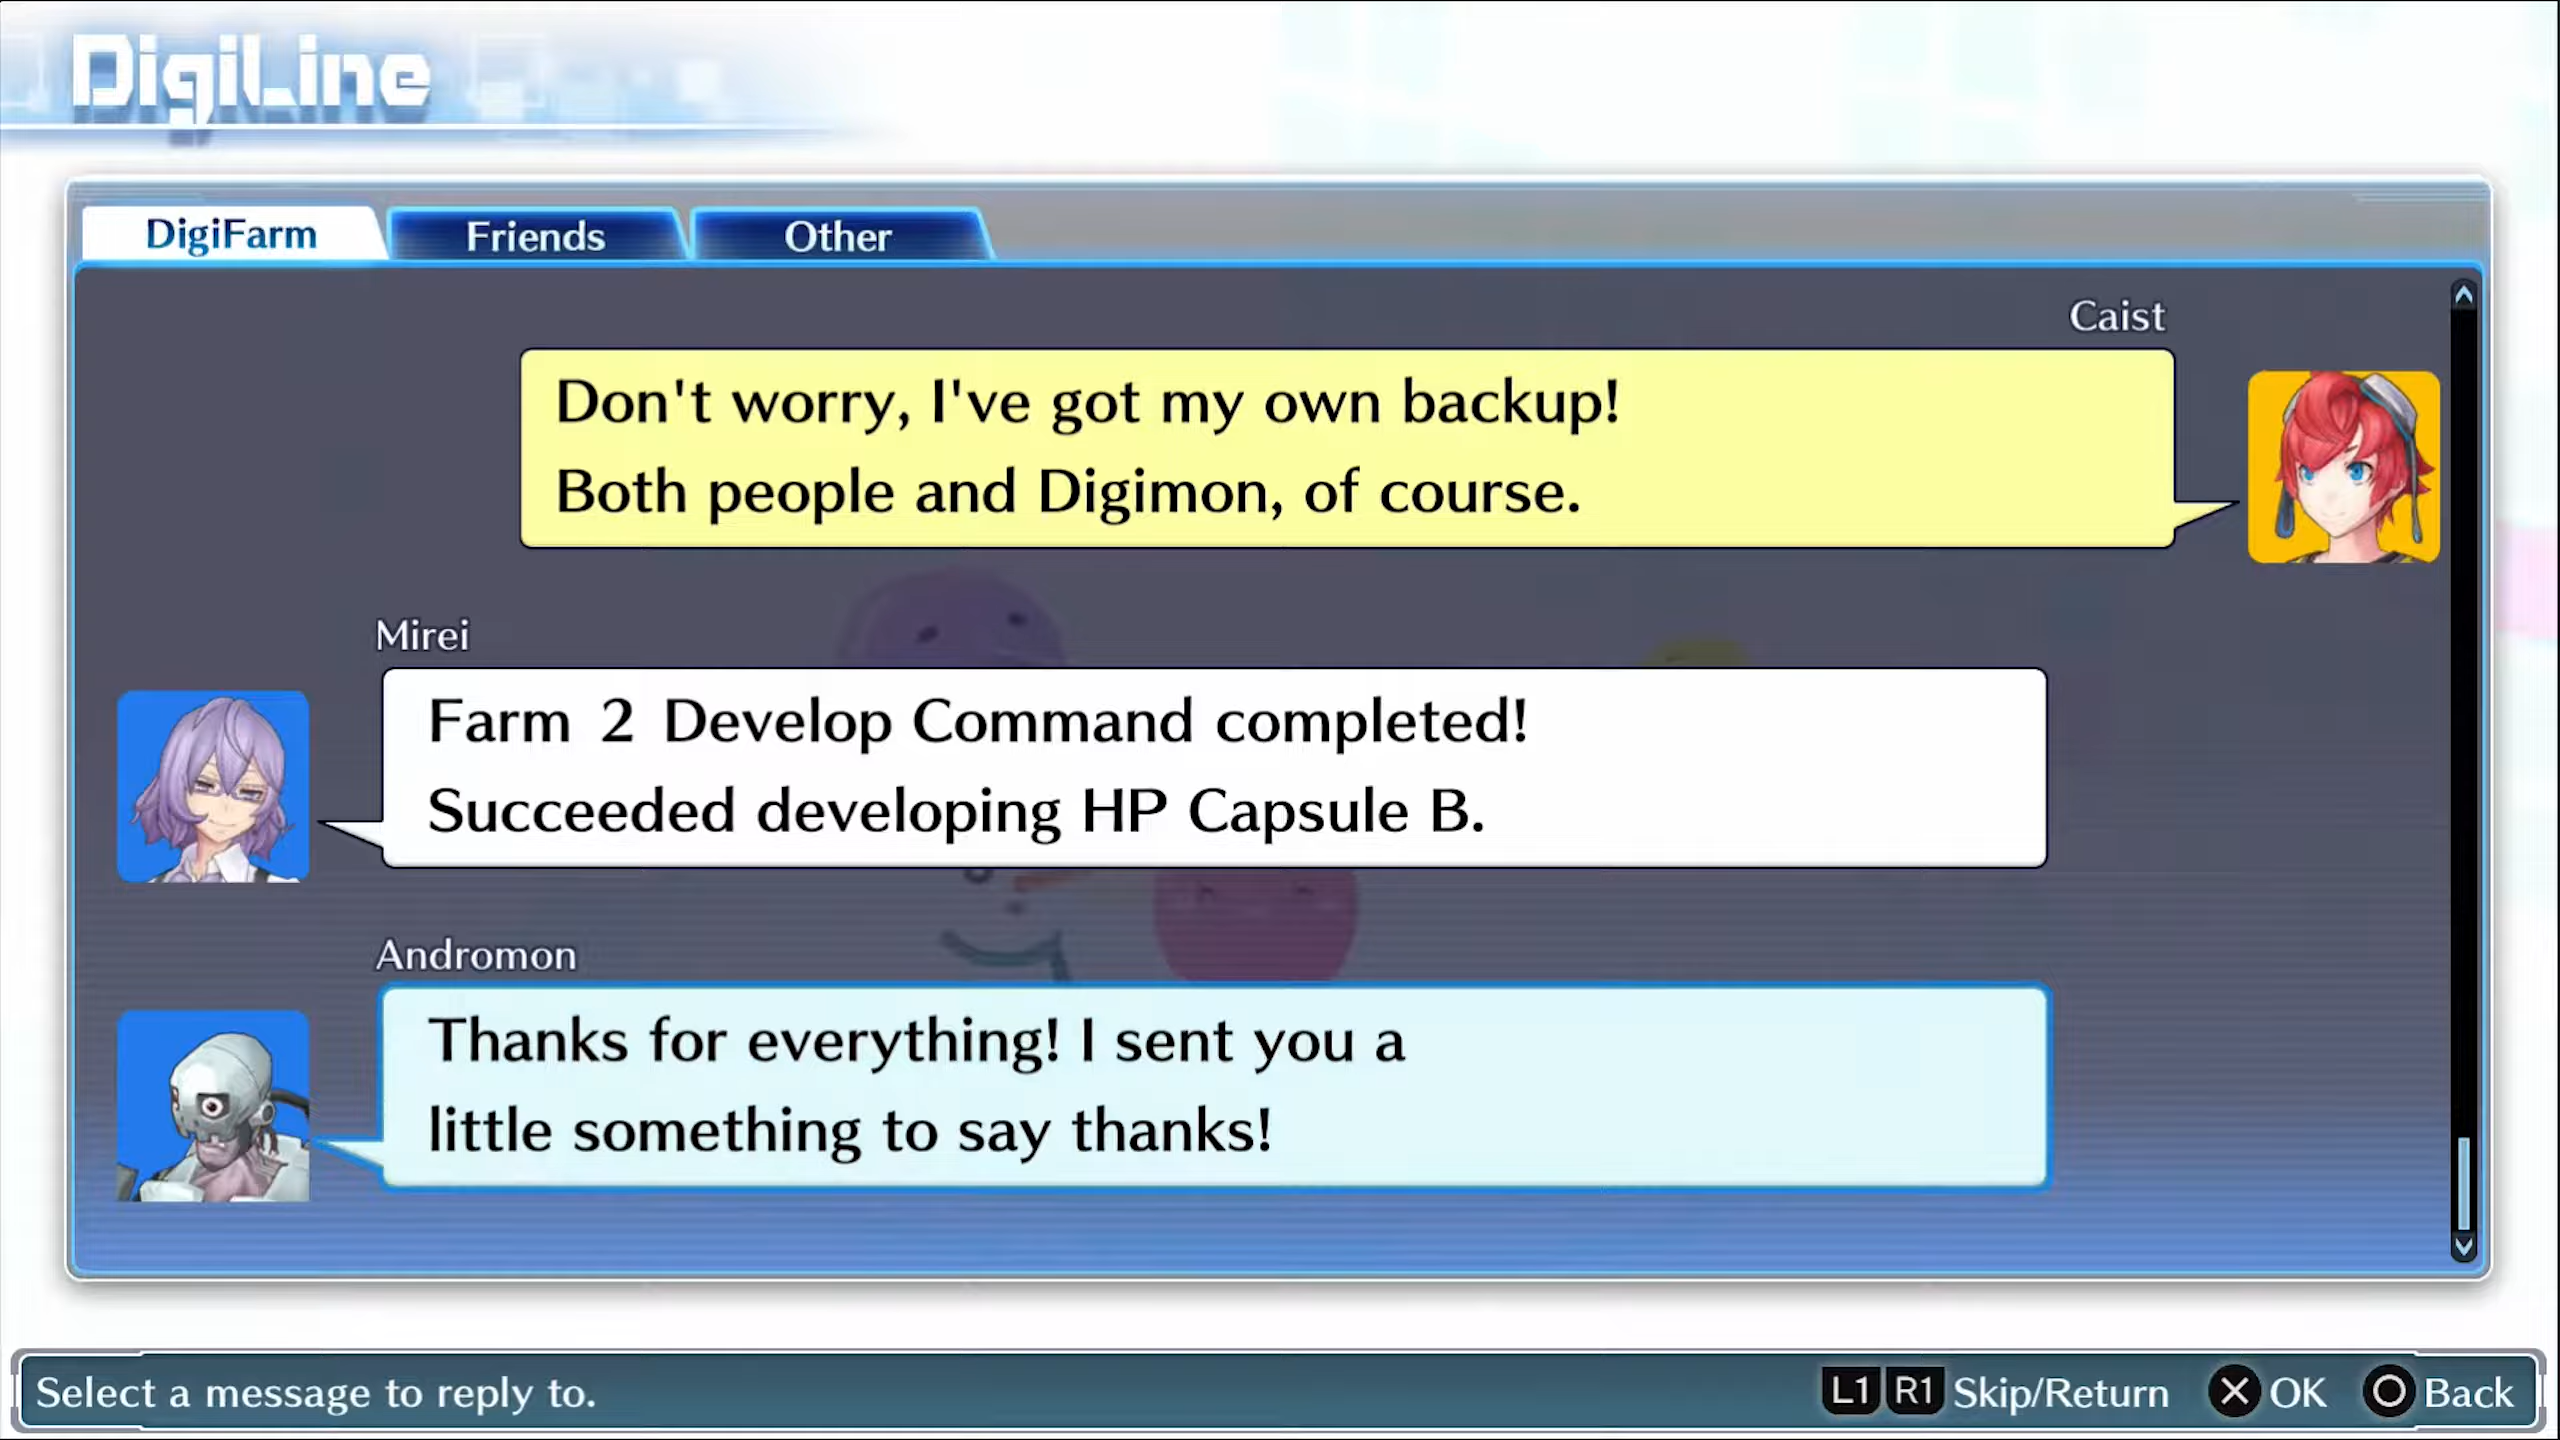 DigiLine
DigiFarm
Friends
Other
Caist
Don't worry, I've got my own backup!
Both people and Digimon, of course.
Mirei
Farm 2 Develop Command completed!
Succeeded developing HP Capsule B.
Andromon
Thanks for everything! I sent you a
little something to say thanks!
Select a message to reply to.
L1 R1 Skip/Return OK Back